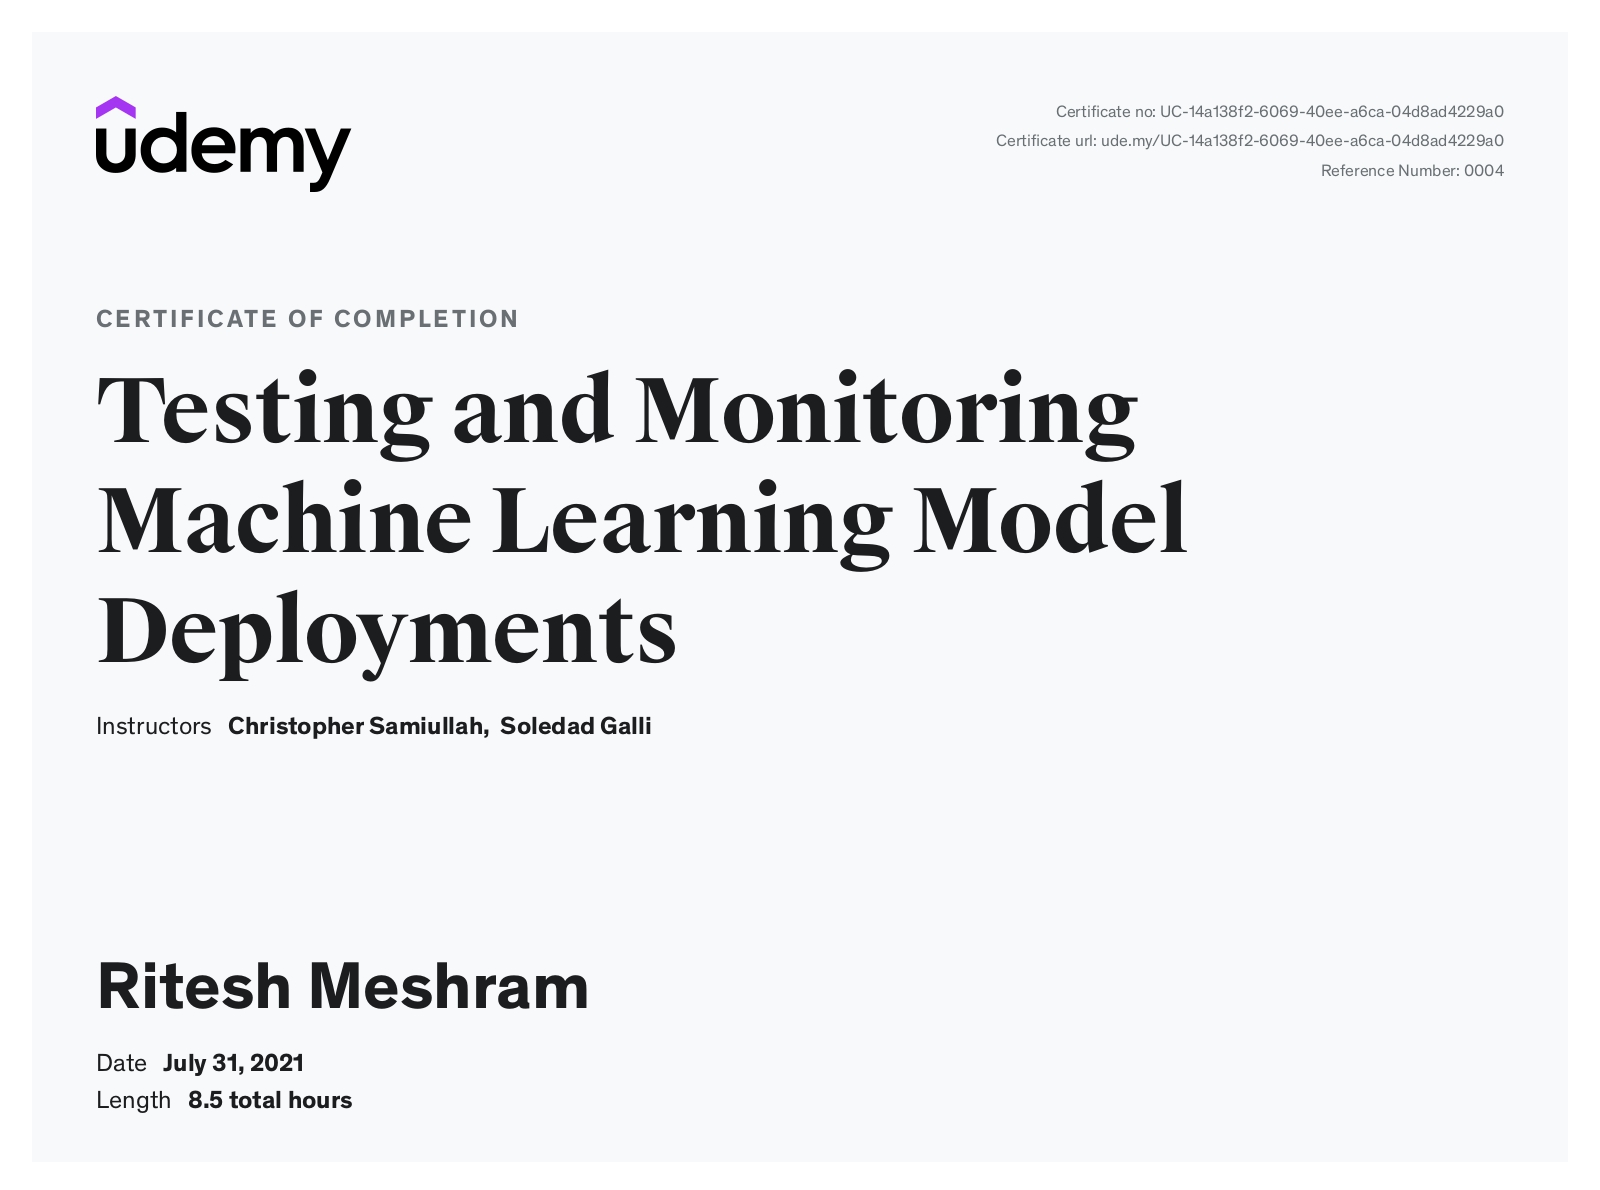 udemy
Certificate no: UC-14a138f2-6069-40ee-a6ca-04d8ad4229a0
Certificate url: ude.my/UC-14a138f2-6069-40ee-a6ca-04d8ad4229a0
Reference Number: 0004
CERTIFICATE OF COMPLETION
Testing and Monitoring
Machine Learning Model
Deployments
Instructors Christopher Samiullah, Soledad Galli
Ritesh Meshram
Date July 31, 2021
Length 8.5 total hours